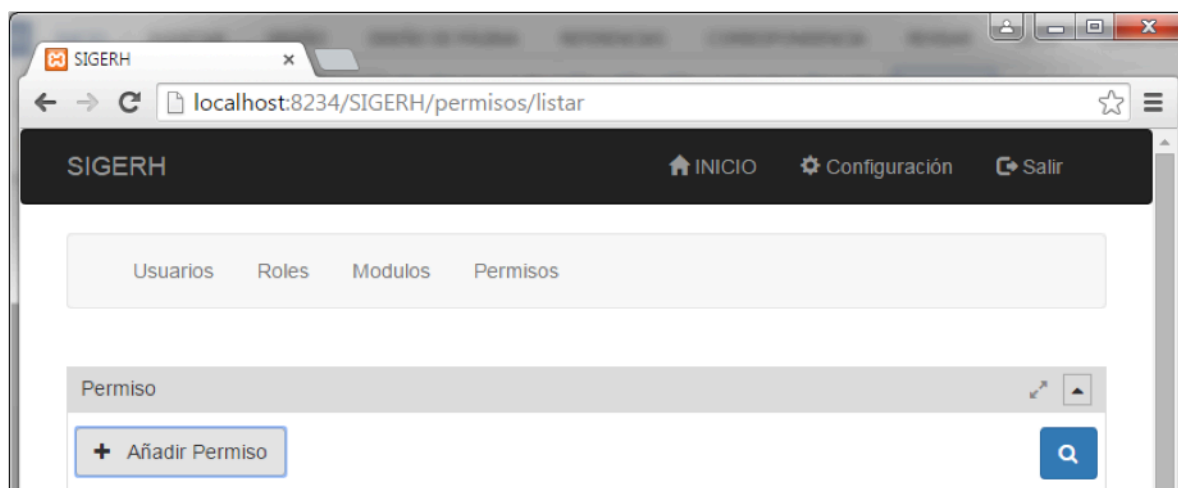 SIGERH
localhost:8234/SIGERH/permisos/listar
SIGERH INICIO Configuración Salir
Usuarios Roles Modulos Permisos
Permiso
Añadir Permiso